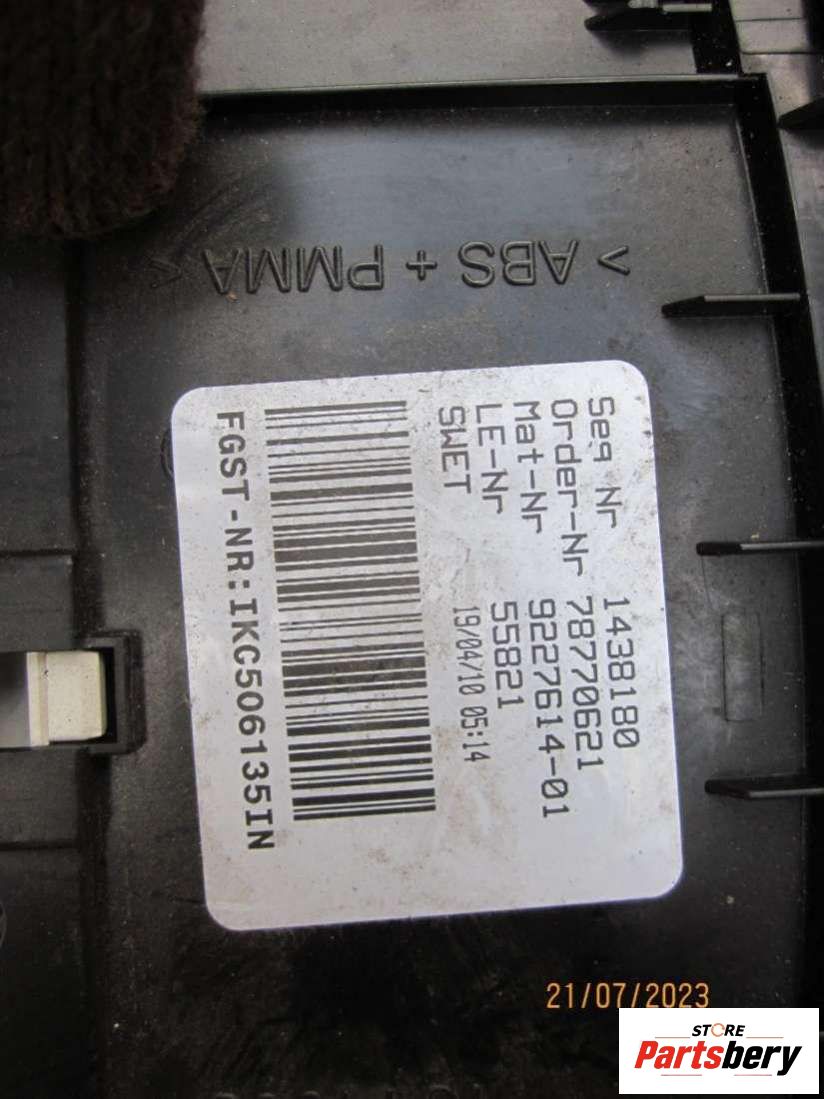 > ABS + PMMA <
Seq Nr 1438180
Order-Nr 78770621
Mat-Nr 9227614-01
LE-Nr 55821
SWET 19/04/10 05:14
FGST-NR:IKC506135IN
21/07/2023
STORE
Partsbery